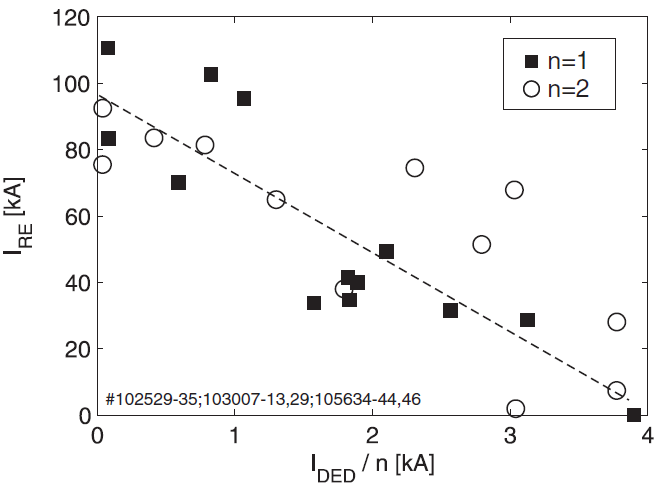 120
100
80
60
40
20
0
I_RE [kA]
n=1
n=2
#102529-35;103007-13,29;105634-44,46
0 1 2 3 4
I_DED / n [kA]